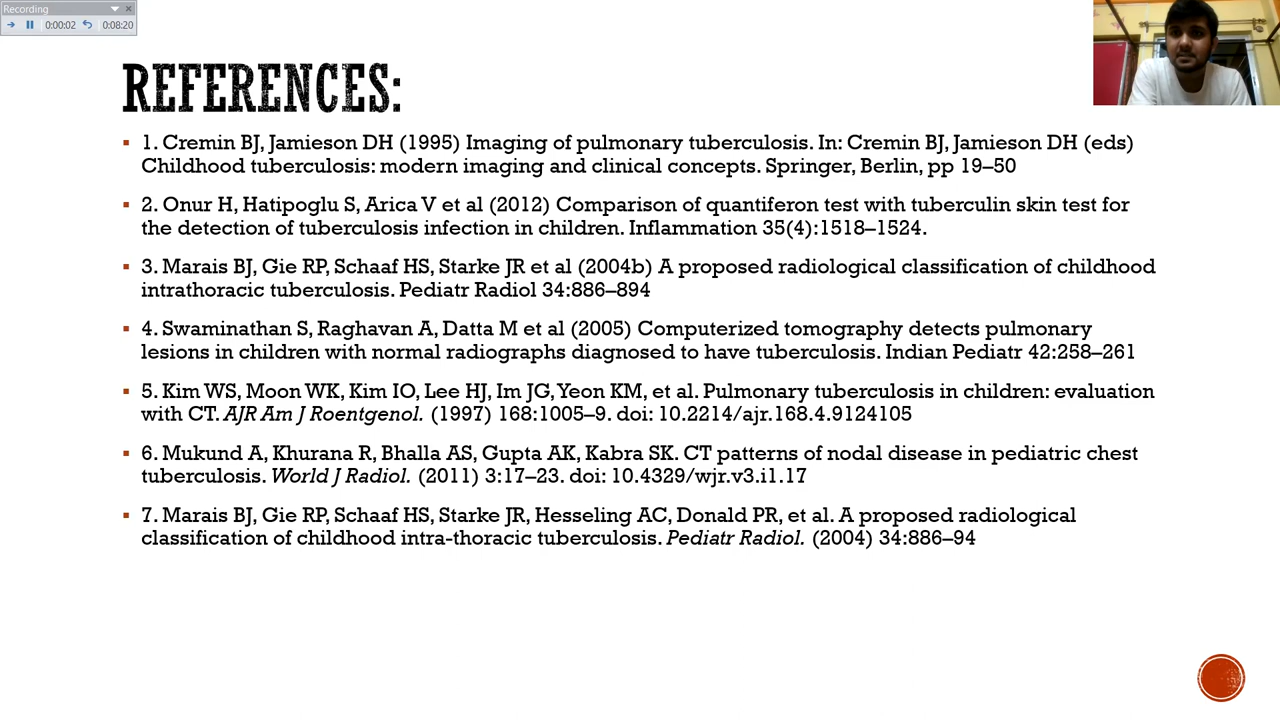 Recording
0:00:02
0:08:20
REFERENCES:
1. Cremin BJ, Jamieson DH (1995) Imaging of pulmonary tuberculosis. In: Cremin BJ, Jamieson DH (eds)
Childhood tuberculosis: modern imaging and clinical concepts. Springer, Berlin, pp 19–50
2. Onur H, Hatipoglu S, Arica V et al (2012) Comparison of quantiferon test with tuberculin skin test for
the detection of tuberculosis infection in children. Inflammation 35(4):1518–1524.
3. Marais BJ, Gie RP, Schaaf HS, Starke JR et al (2004b) A proposed radiological classification of childhood
intrathoracic tuberculosis. Pediatr Radiol 34:886–894
4. Swaminathan S, Raghavan A, Datta M et al (2005) Computerized tomography detects pulmonary
lesions in children with normal radiographs diagnosed to have tuberculosis. Indian Pediatr 42:258–261
5. Kim WS, Moon WK, Kim IO, Lee HJ, Im JG, Yeon KM, et al. Pulmonary tuberculosis in children: evaluation
with CT. AJR Am J Roentgenol. (1997) 168:1005–9. doi: 10.2214/ajr.168.4.9124105
6. Mukund A, Khurana R, Bhalla AS, Gupta AK, Kabra SK. CT patterns of nodal disease in pediatric chest
tuberculosis. World J Radiol. (2011) 3:17–23. doi: 10.4329/wjr.v3.i1.17
7. Marais BJ, Gie RP, Schaaf HS, Starke JR, Hesseling AC, Donald PR, et al. A proposed radiological
classification of childhood intra-thoracic tuberculosis. Pediatr Radiol. (2004) 34:886–94